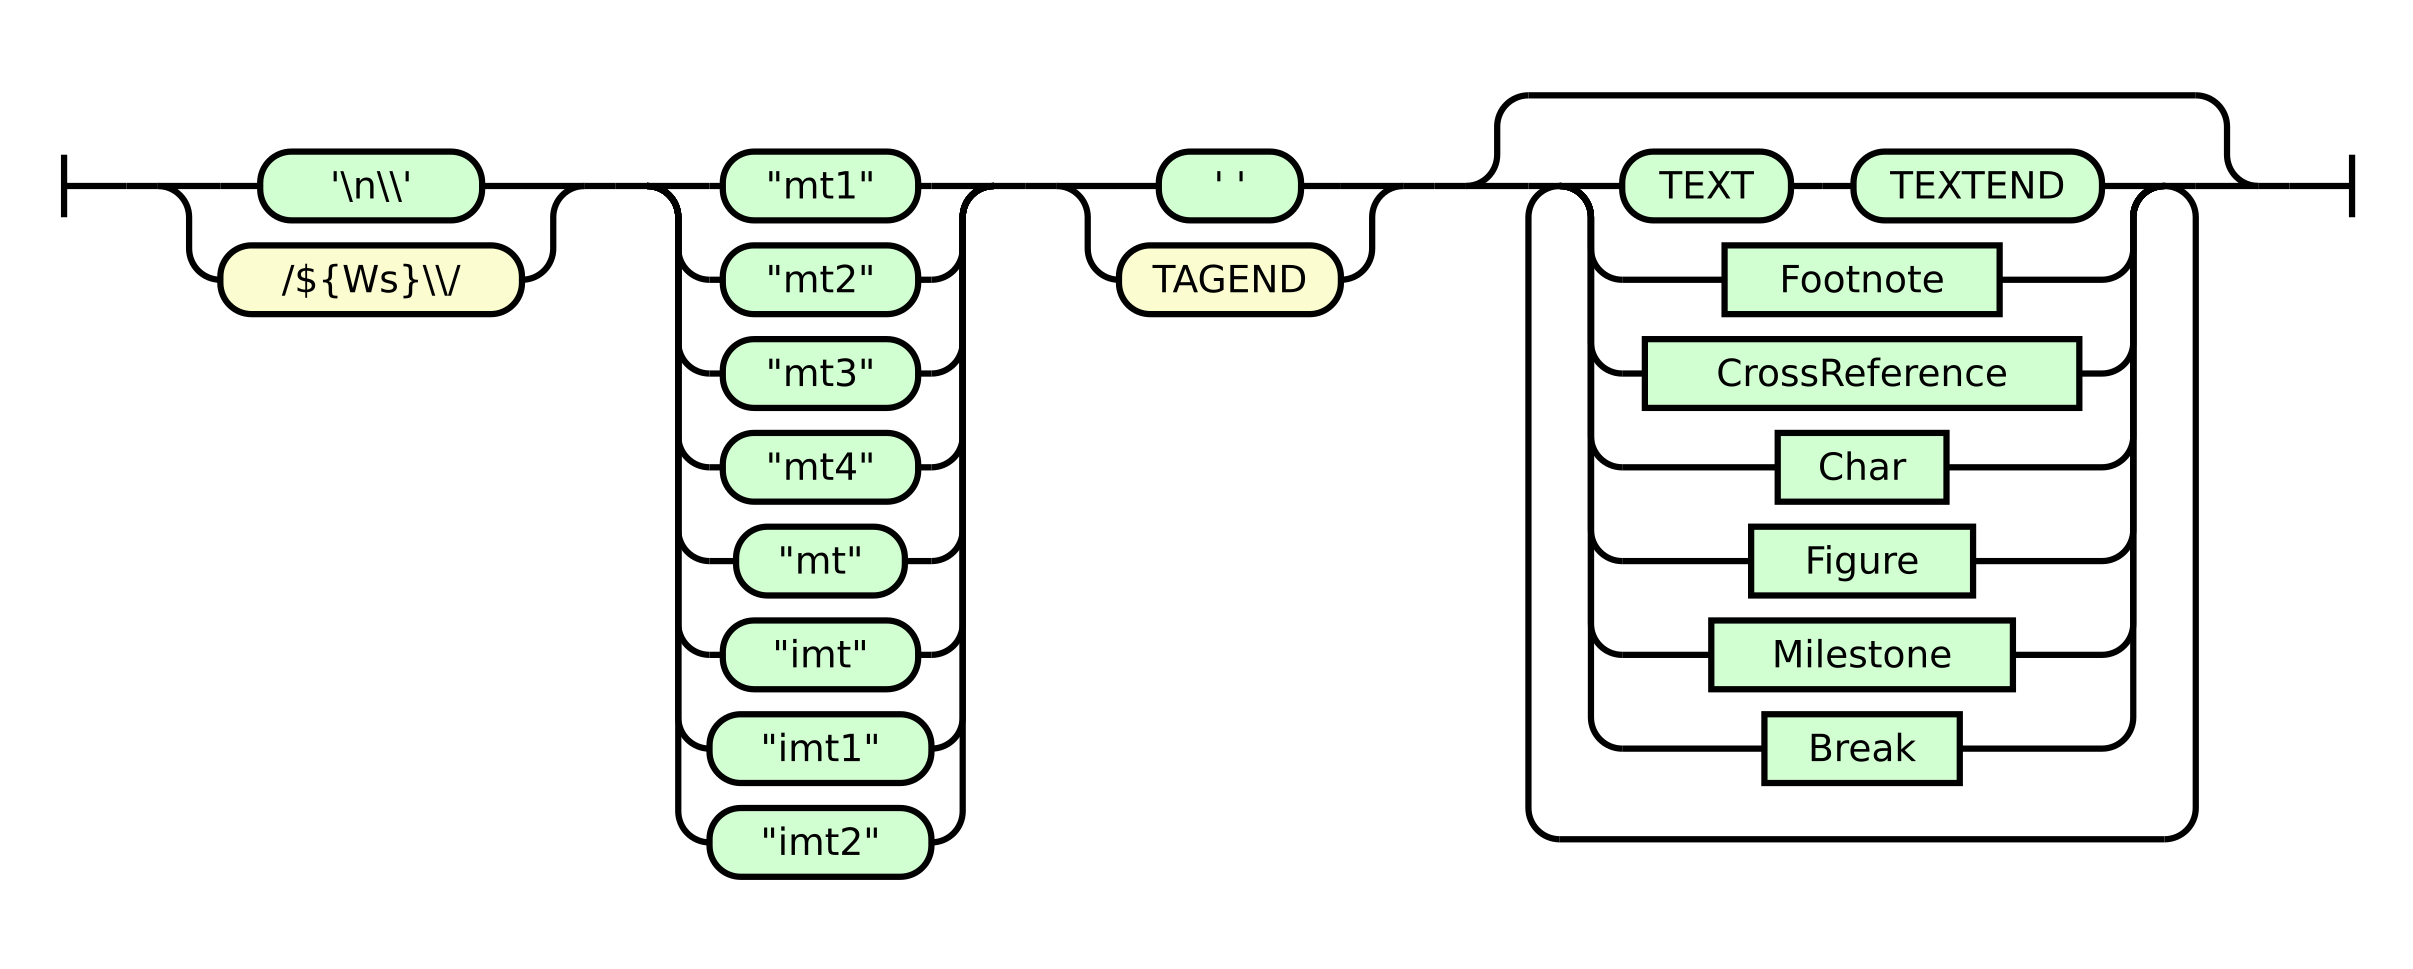 '\n\\'
/${Ws}\\/
"mt1"
"mt2"
"mt3"
"mt4"
"mt"
"imt"
"imt1"
"imt2"
' '
TAGEND
TEXT TEXTEND
Footnote
CrossReference
Char
Figure
Milestone
Break